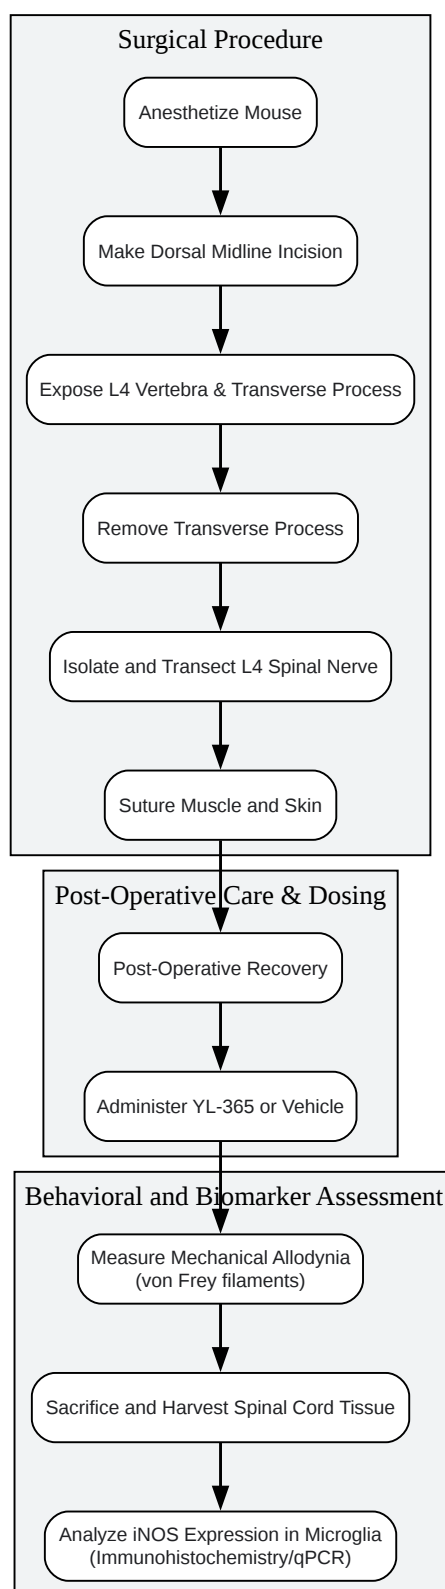 Surgical Procedure
Anesthetize Mouse
Make Dorsal Midline Incision
Expose L4 Vertebra & Transverse Process
Remove Transverse Process
Isolate and Transect L4 Spinal Nerve
Suture Muscle and Skin
Post-Operative Care & Dosing
Post-Operative Recovery
Administer YL-365 or Vehicle
Behavioral and Biomarker Assessment
Measure Mechanical Allodynia
(von Frey filaments)
Sacrifice and Harvest Spinal Cord Tissue
Analyze iNOS Expression in Microglia
(Immunohistochemistry/qPCR)